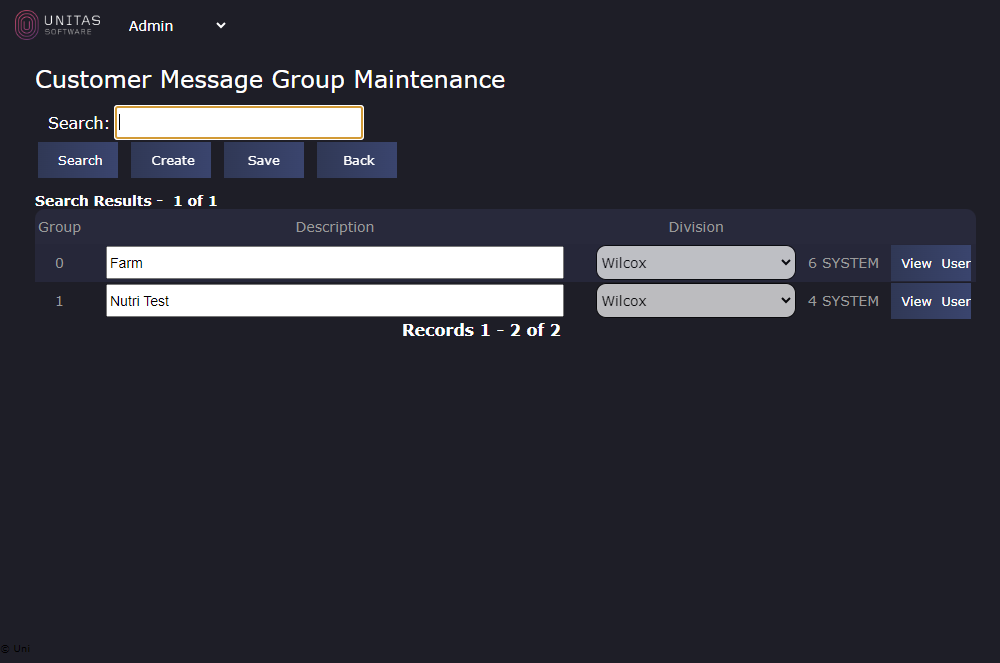 UNITAS
SOFTWARE
Admin
Customer Message Group Maintenance
Search:
Search Create Save Back
Search Results - 1 of 1
Group Description Division
0 Farm Wilcox 6 SYSTEM View User
1 Nutri Test Wilcox 4 SYSTEM View User
Records 1 - 2 of 2
© Uni